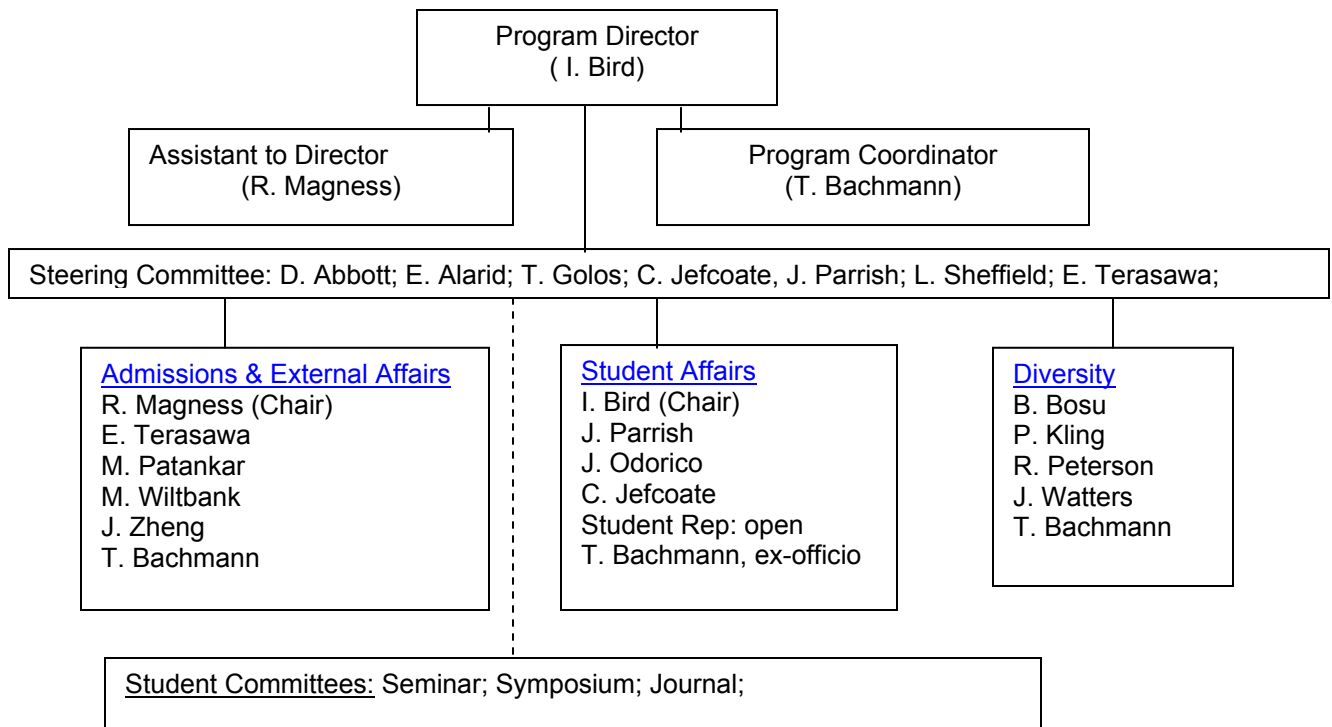 Program Director
( I. Bird)
Assistant to Director
(R. Magness)
Program Coordinator
(T. Bachmann)
Steering Committee: D. Abbott; E. Alarid; T. Golos; C. Jefcoate, J. Parrish; L. Sheffield; E. Terasawa;
Admissions & External Affairs
R. Magness (Chair)
E. Terasawa
M. Patankar
M. Wiltbank
J. Zheng
T. Bachmann
Student Affairs
I. Bird (Chair)
J. Parrish
J. Odorico
C. Jefcoate
Student Rep: open
T. Bachmann, ex-officio
Diversity
B. Bosu
P. Kling
R. Peterson
J. Watters
T. Bachmann
Student Committees: Seminar; Symposium; Journal;